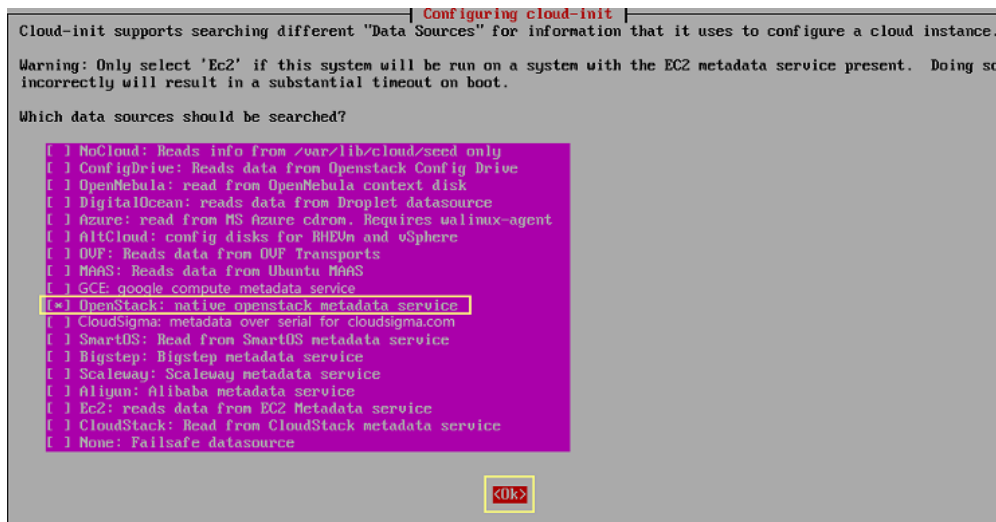 Configuring cloud-init
Cloud-init supports searching different "Data Sources" for information that it uses to configure a cloud instance.
Warning: Only select 'Ec2' if this system will be run on a system with the EC2 metadata service present. Doing so
incorrectly will result in a substantial timeout on boot.
Which data sources should be searched?
[ ] NoCloud: Reads info from /var/lib/cloud/seed only
[ ] ConfigDrive: Reads data from Openstack Config Drive
[ ] OpenNebula: read from OpenNebula context disk
[ ] DigitalOcean: reads data from Droplet datasource
[ ] Azure: read from MS Azure cdrom. Requires walinux-agent
[ ] AltCloud: config disks for RHEVm and vSphere
[ ] OVF: Reads data from OVF Transports
[ ] MAAS: Reads data from Ubuntu MAAS
[ ] GCE: google compute metadata service
[*] OpenStack: native openstack metadata service
[ ] CloudSigma: metadata over serial for cloudsigma.com
[ ] SmartOS: Read from SmartOS metadata service
[ ] Bigstep: Bigstep metadata service
[ ] Scaleway: Scaleway metadata service
[ ] Aliyun: Alibaba metadata service
[ ] Ec2: reads data from EC2 Metadata service
[ ] CloudStack: Read from CloudStack metadata service
[ ] None: Failsafe datasource
<Ok>